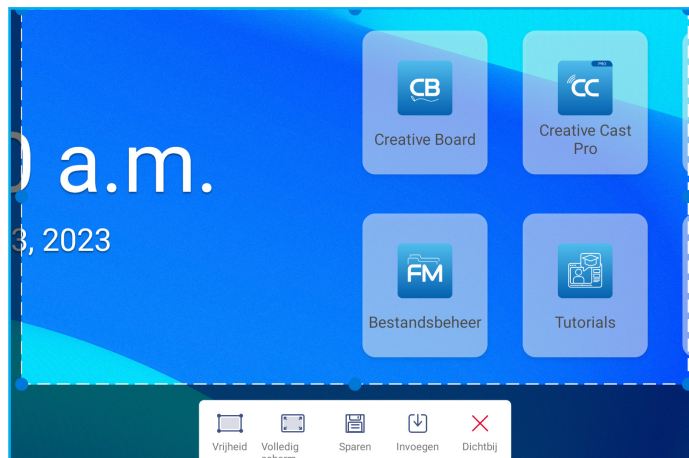 0 a.m.
3, 2023
CB
Creative Board
PRO
CC
Creative Cast
Pro
FM
Bestandsbeheer
Tutorials
Vrijheid
Volledig
scherm
Sparen
Invoegen
Dichtbij